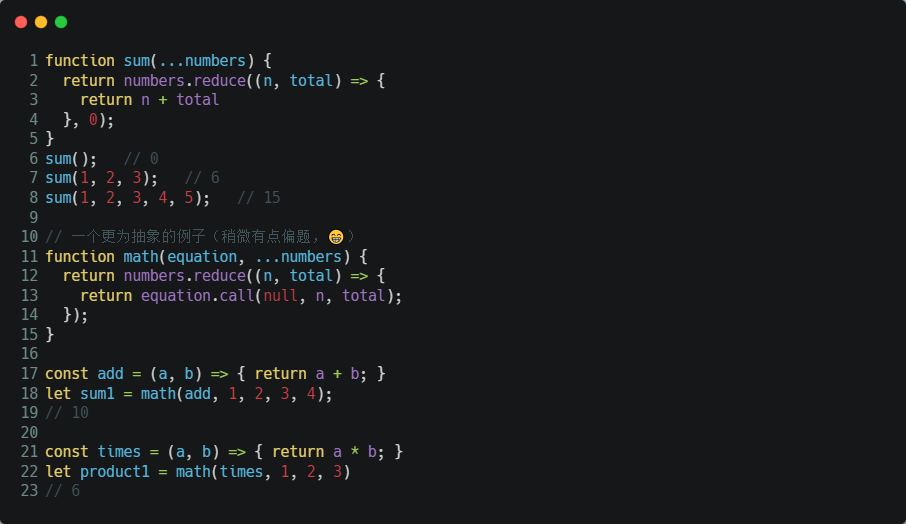 1 function sum(...numbers) {
2   return numbers.reduce((n, total) => {
3     return n + total
4   }, 0);
5 }
6 sum();   // 0
7 sum(1, 2, 3);   // 6
8 sum(1, 2, 3, 4, 5);   // 15
9
10 // 一个更为抽象的例子（稍微有点偏题，😁）
11 function math(equation, ...numbers) {
12   return numbers.reduce((n, total) => {
13     return equation.call(null, n, total);
14   });
15 }
16
17 const add = (a, b) => { return a + b; }
18 let sum1 = math(add, 1, 2, 3, 4);
19 // 10
20
21 const times = (a, b) => { return a * b; }
22 let product1 = math(times, 1, 2, 3)
23 // 6